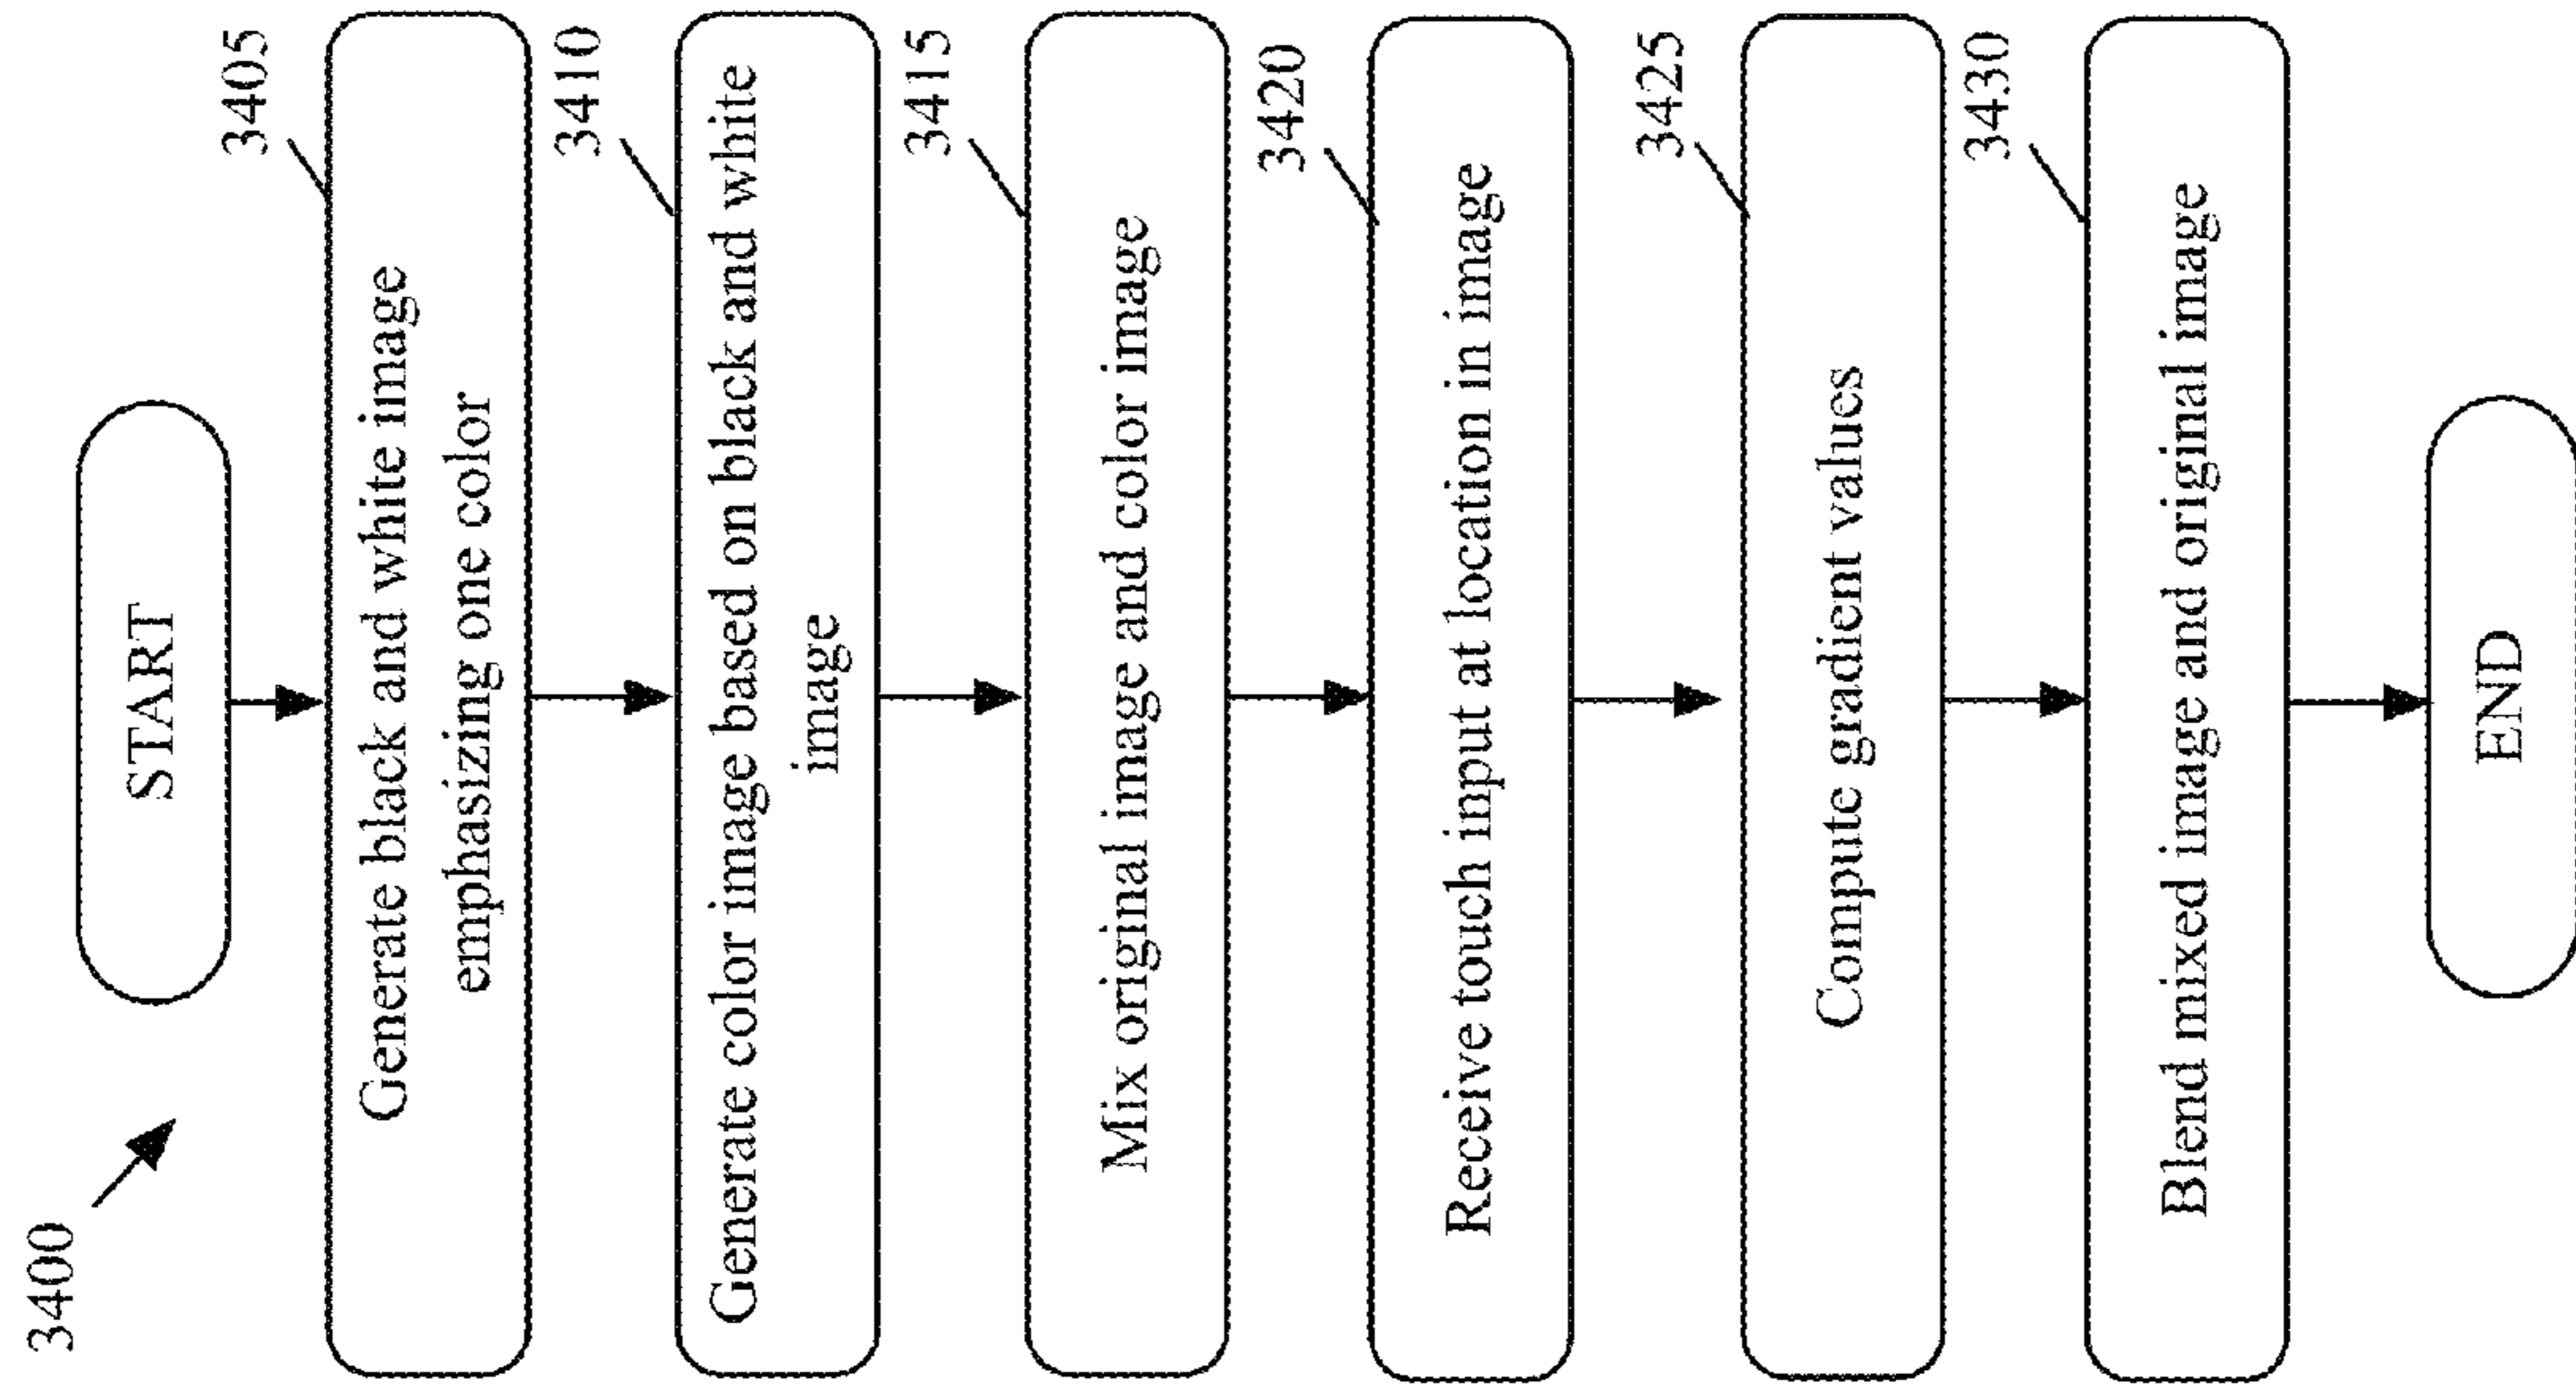 3400
START
3405
Generate black and white image
emphasizing one color
3410
Generate color image based on black and white
image
3415
Mix original image and color image
3420
Receive touch input at location in image
3425
Compute gradient values
3430
Blend mixed image and original image
END